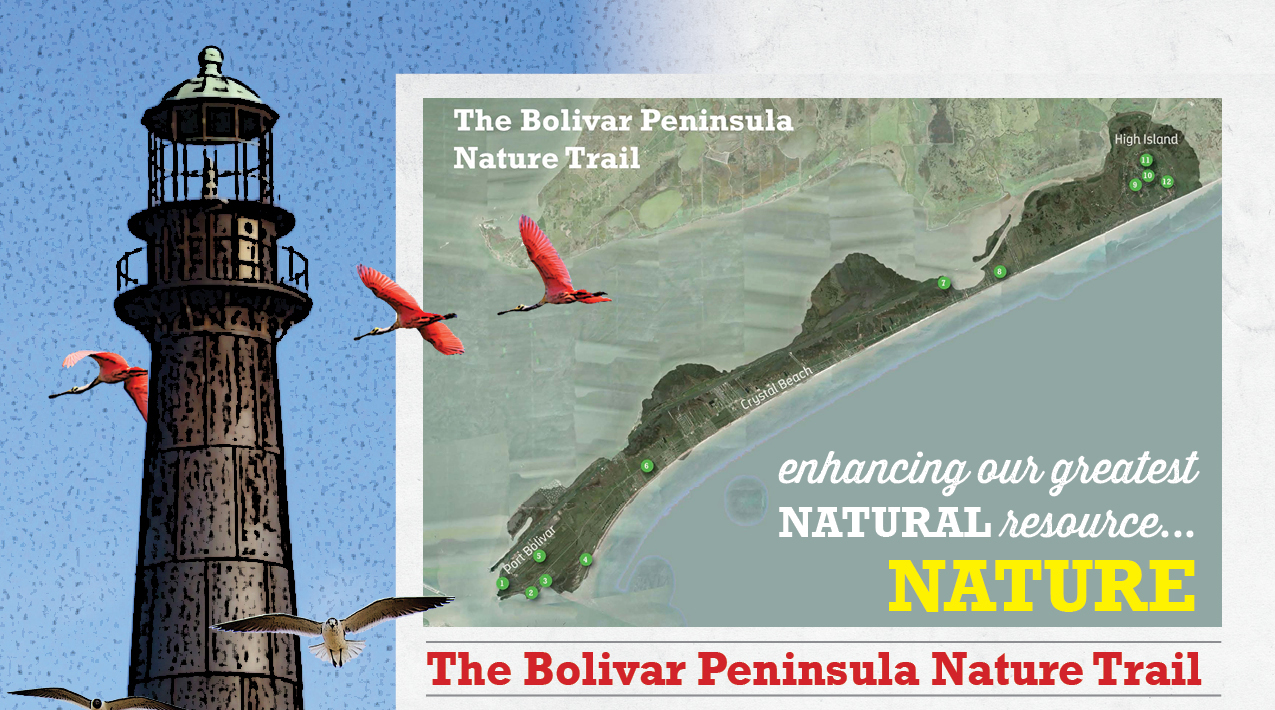 The Bolivar Peninsula
Nature Trail
High Island
11
10
9
12
8
7
Crystal Beach
6
Port Bolivar
5
4
3
1
2
enhancing our greatest
NATURAL resource...
NATURE
The Bolivar Peninsula Nature Trail